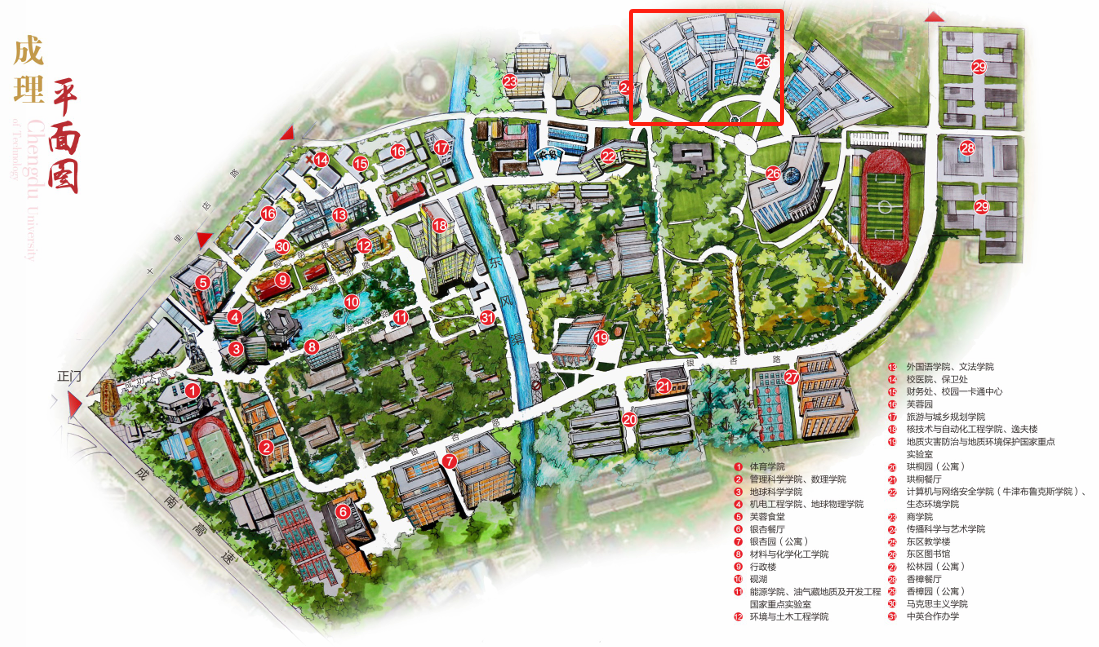 成理
平面图
Chengdu University
of Technology
十里店路
正门
成南高速
东风渠
银杏路
1 体育学院
2 管理科学学院、数理学院
3 地球科学学院
4 机电工程学院、地球物理学院
5 芙蓉食堂
6 银杏餐厅
7 银杏园（公寓）
8 材料与化学化工学院
9 行政楼
10 砚湖
11 能源学院、油气藏地质及开发工程
国家重点实验室
12 环境与土木工程学院
13 外国语学院、文法学院
14 校医院、保卫处
15 财务处、校园一卡通中心
16 芙蓉园
17 旅游与城乡规划学院
18 核技术与自动化工程学院、逸夫楼
19 地质灾害防治与地质环境保护国家重点
实验室
20 珙桐园（公寓）
21 珙桐餐厅
22 计算机与网络安全学院（牛津布鲁克斯学院）、
生态环境学院
23 商学院
24 传播科学与艺术学院
25 东区教学楼
26 东区图书馆
27 松林园（公寓）
28 香樟餐厅
29 香樟园（公寓）
30 马克思主义学院
31 中英合作办学